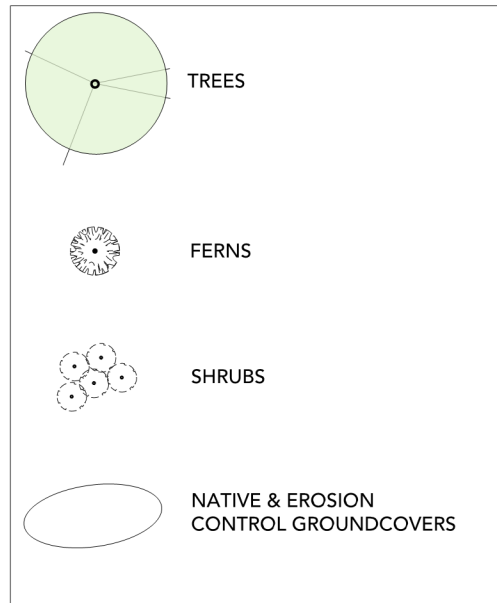 TREES
FERNS
SHRUBS
NATIVE & EROSION
CONTROL GROUNDCOVERS